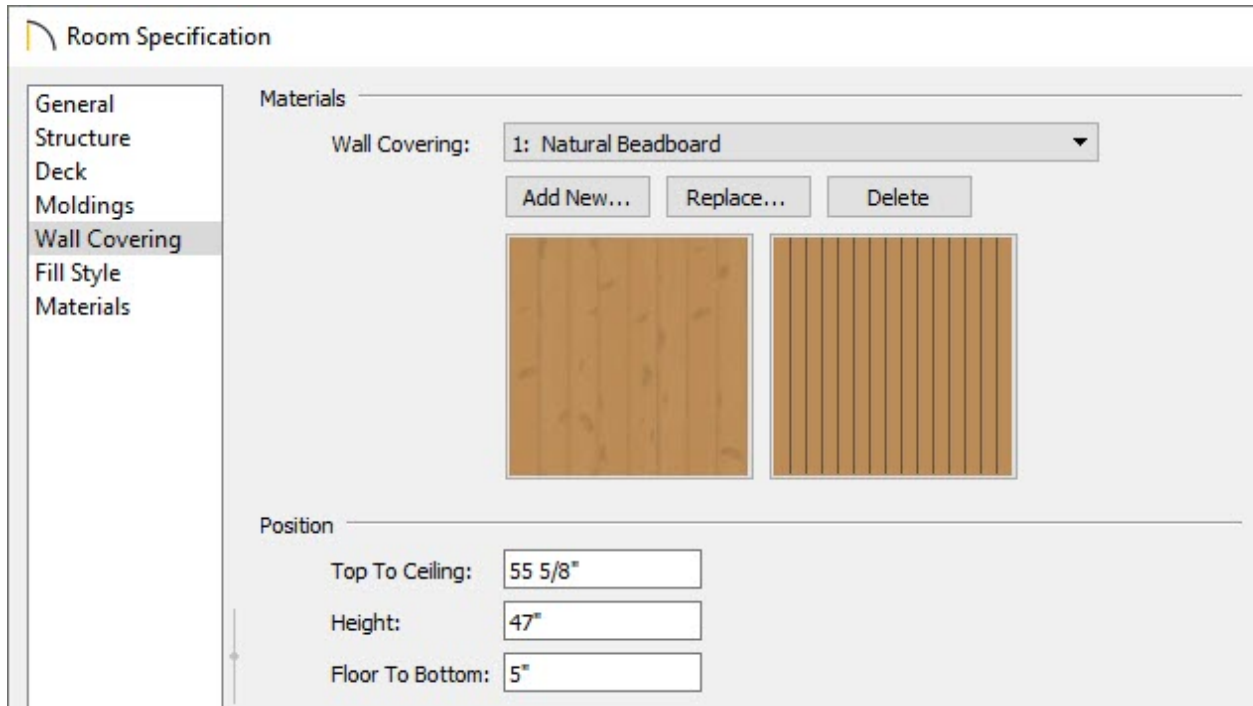 Room Specification
General
Structure
Deck
Moldings
Wall Covering
Fill Style
Materials
Materials
Wall Covering: 1: Natural Beadboard
Add New... Replace... Delete
Position
Top To Ceiling: 55 5/8"
Height: 47"
Floor To Bottom: 5"